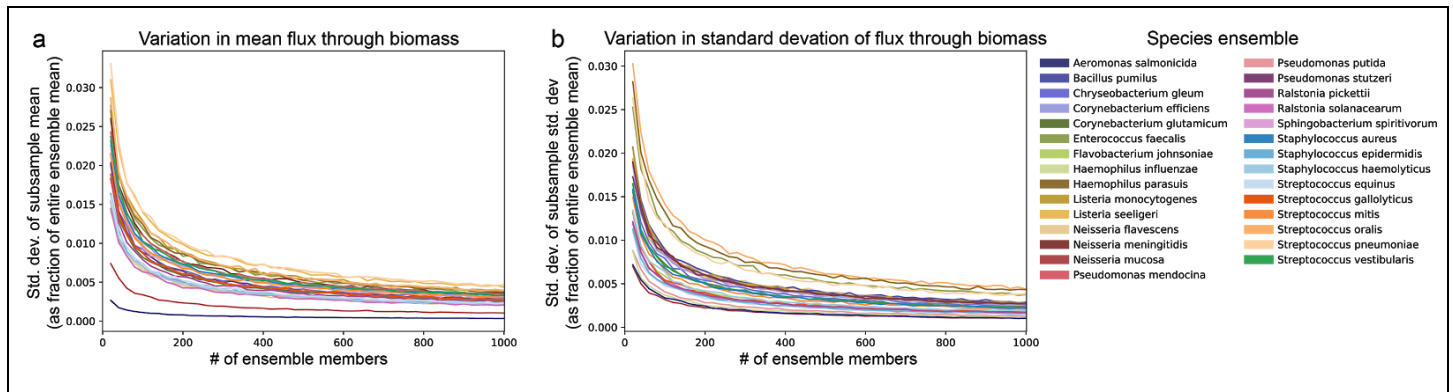 a
Variation in mean flux through biomass
Std. dev. of subsample mean
(as fraction of entire ensemble mean)
0.030
0.025
0.020
0.015
0.010
0.005
0.000
0
200
400
600
800
1000
# of ensemble members
b
Variation in standard devation of flux through biomass
Std. dev. of subsample std. dev
(as fraction of entire ensemble mean)
0.030
0.025
0.020
0.015
0.010
0.005
0.000
0
200
400
600
800
1000
# of ensemble members
Species ensemble
Aeromonas salmonicida
Bacillus pumilus
Chryseobacterium gleum
Corynebacterium efficiens
Corynebacterium glutamicum
Enterococcus faecalis
Flavobacterium johnsoniae
Haemophilus influenzae
Haemophilus parasuis
Listeria monocytogenes
Listeria seeligeri
Neisseria flavescens
Neisseria meningitidis
Neisseria mucosa
Pseudomonas mendocina
Pseudomonas putida
Pseudomonas stutzeri
Ralstonia pickettii
Ralstonia solanacearum
Sphingobacterium spiritivorum
Staphylococcus aureus
Staphylococcus epidermidis
Staphylococcus haemolyticus
Streptococcus equinus
Streptococcus gallolyticus
Streptococcus mitis
Streptococcus oralis
Streptococcus pneumoniae
Streptococcus vestibularis